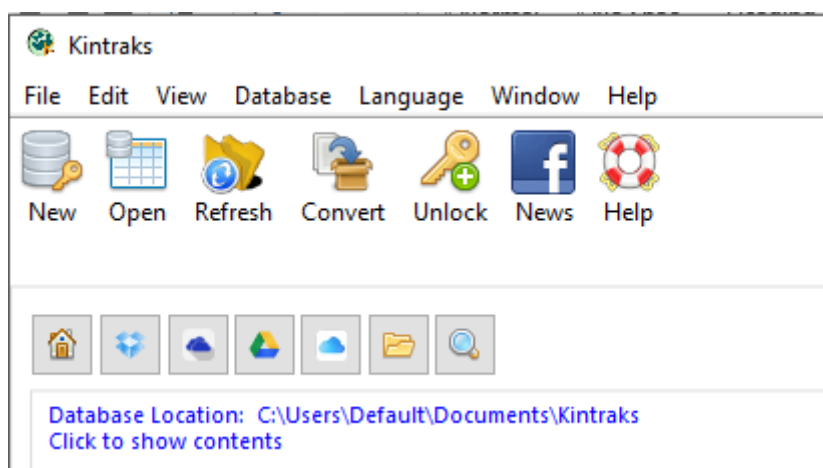 Kintraks
File Edit View Database Language Window Help
New Open Refresh Convert Unlock News Help
Database Location: C:\Users\Default\Documents\Kintraks
Click to show contents